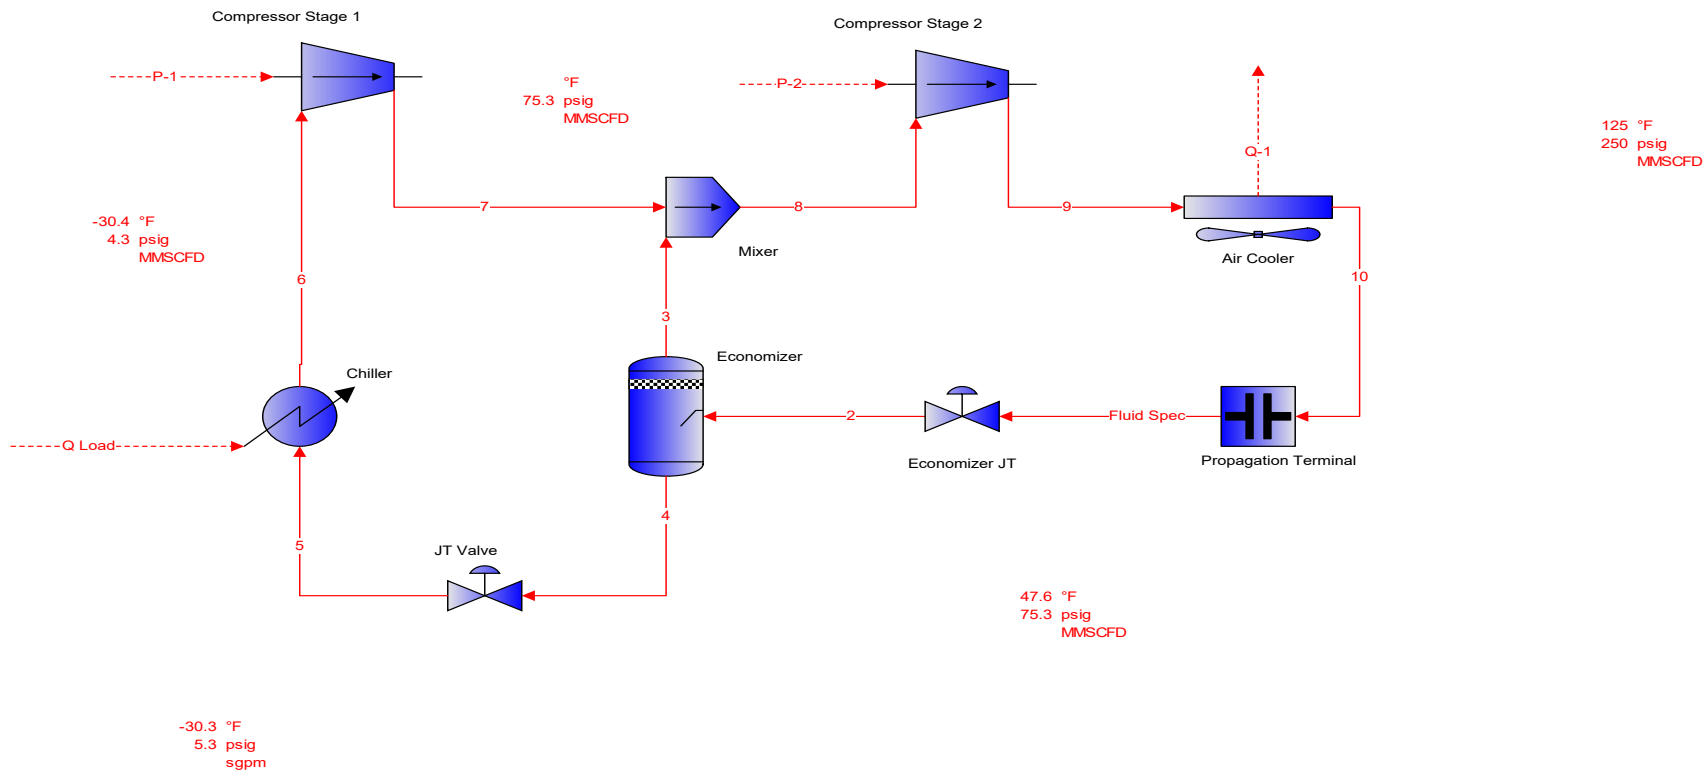 Compressor Stage 1
Compressor Stage 2
P-1
°F
75.3 psig
MMSCFD
P-2
125 °F
250 psig
MMSCFD
Q-1
7
8
9
-30.4 °F
4.3 psig
MMSCFD
Mixer
Air Cooler
6
10
3
Economizer
Chiller
2
Fluid Spec
Q Load
Economizer JT
Propagation Terminal
4
5
JT Valve
47.6 °F
75.3 psig
MMSCFD
-30.3 °F
5.3 psig
sgpm